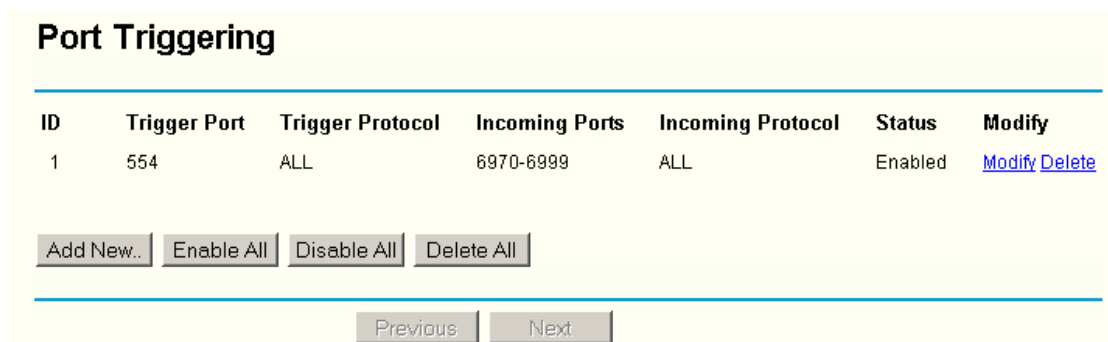 Port Triggering
ID Trigger Port Trigger Protocol Incoming Ports Incoming Protocol Status Modify
1 554 ALL 6970-6999 ALL Enabled Modify Delete
Add New.. Enable All Disable All Delete All
Previous Next